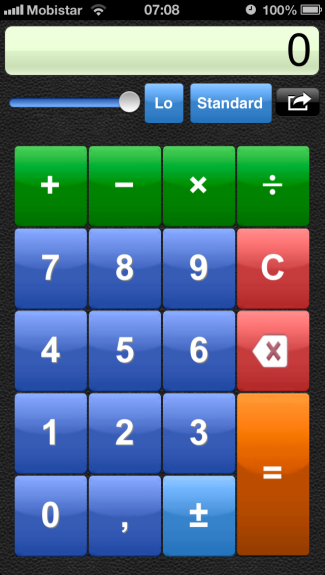 Mobistar 07:08 100%
0
Lo Standard
+ − × ÷
7 8 9 C
4 5 6
1 2 3
=
0 , ±